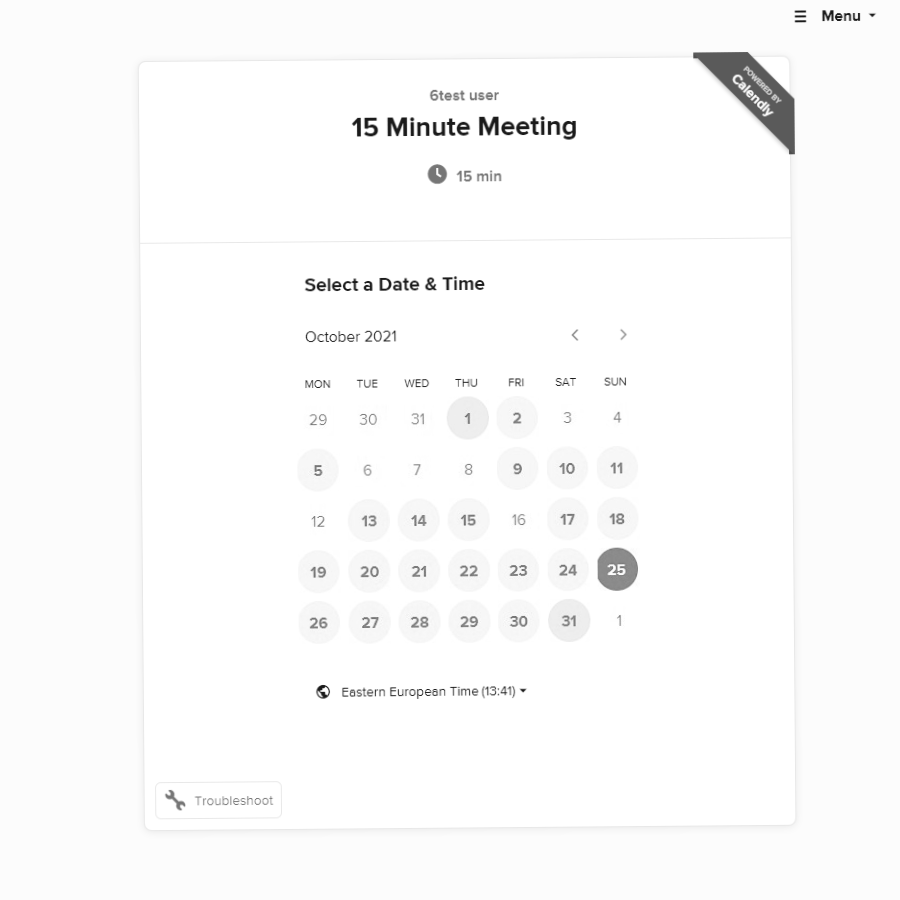 Menu
POWERED BY
Calendly
6test user
15 Minute Meeting
15 min
Select a Date & Time
October 2021
MON TUE WED THU FRI SAT SUN
29 30 31 1 2 3 4
5 6 7 8 9 10 11
12 13 14 15 16 17 18
19 20 21 22 23 24 25
26 27 28 29 30 31 1
Eastern European Time (13:41)
Troubleshoot